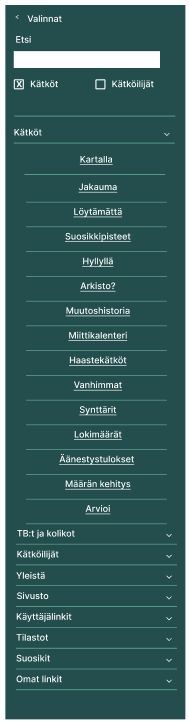 < Valinnat
Etsi
X Kätköt Kätköilijät
Kätköt
Kartalla
Jakauma
Löytämättä
Suosikkipisteet
Hyllyllä
Arkisto?
Muutoshistoria
Miittikalenteri
Haastekätköt
Vanhimmat
Synttärit
Lokimäärät
Äänestystulokset
Määrän kehitys
Arvioi
TB:t ja kolikot
Kätköilijät
Yleistä
Sivusto
Käyttäjälinkit
Tilastot
Suosikit
Omat linkit